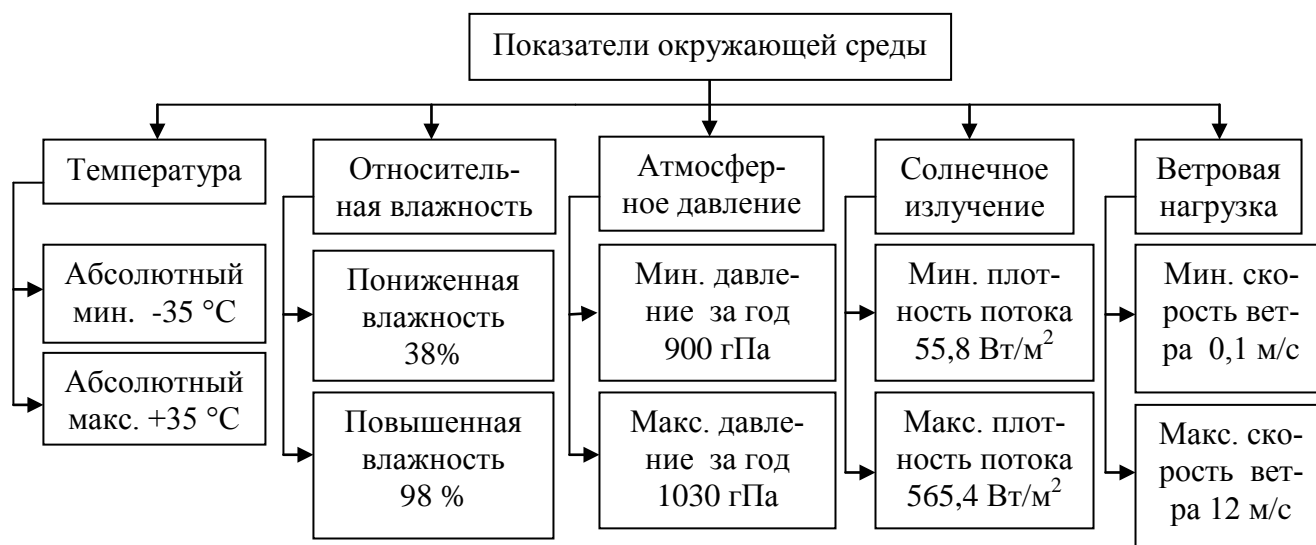 Показатели окружающей среды
Температура
Относитель-
ная влажность
Атмосфер-
ное давление
Солнечное
излучение
Ветровая
нагрузка
Абсолютный
мин.  -35 °С
Абсолютный
макс. +35 °С
Пониженная
влажность
38%
Повышенная
влажность
98 %
Мин. давле-
ние  за год
900 гПа
Макс. давле-
ние  за год
1030 гПа
Мин. плот-
ность потока
55,8 Вт/м²
Макс. плот-
ность потока
565,4 Вт/м²
Мин. ско-
рость вет-
ра  0,1 м/с
Макс. ско-
рость  вет-
ра 12 м/с